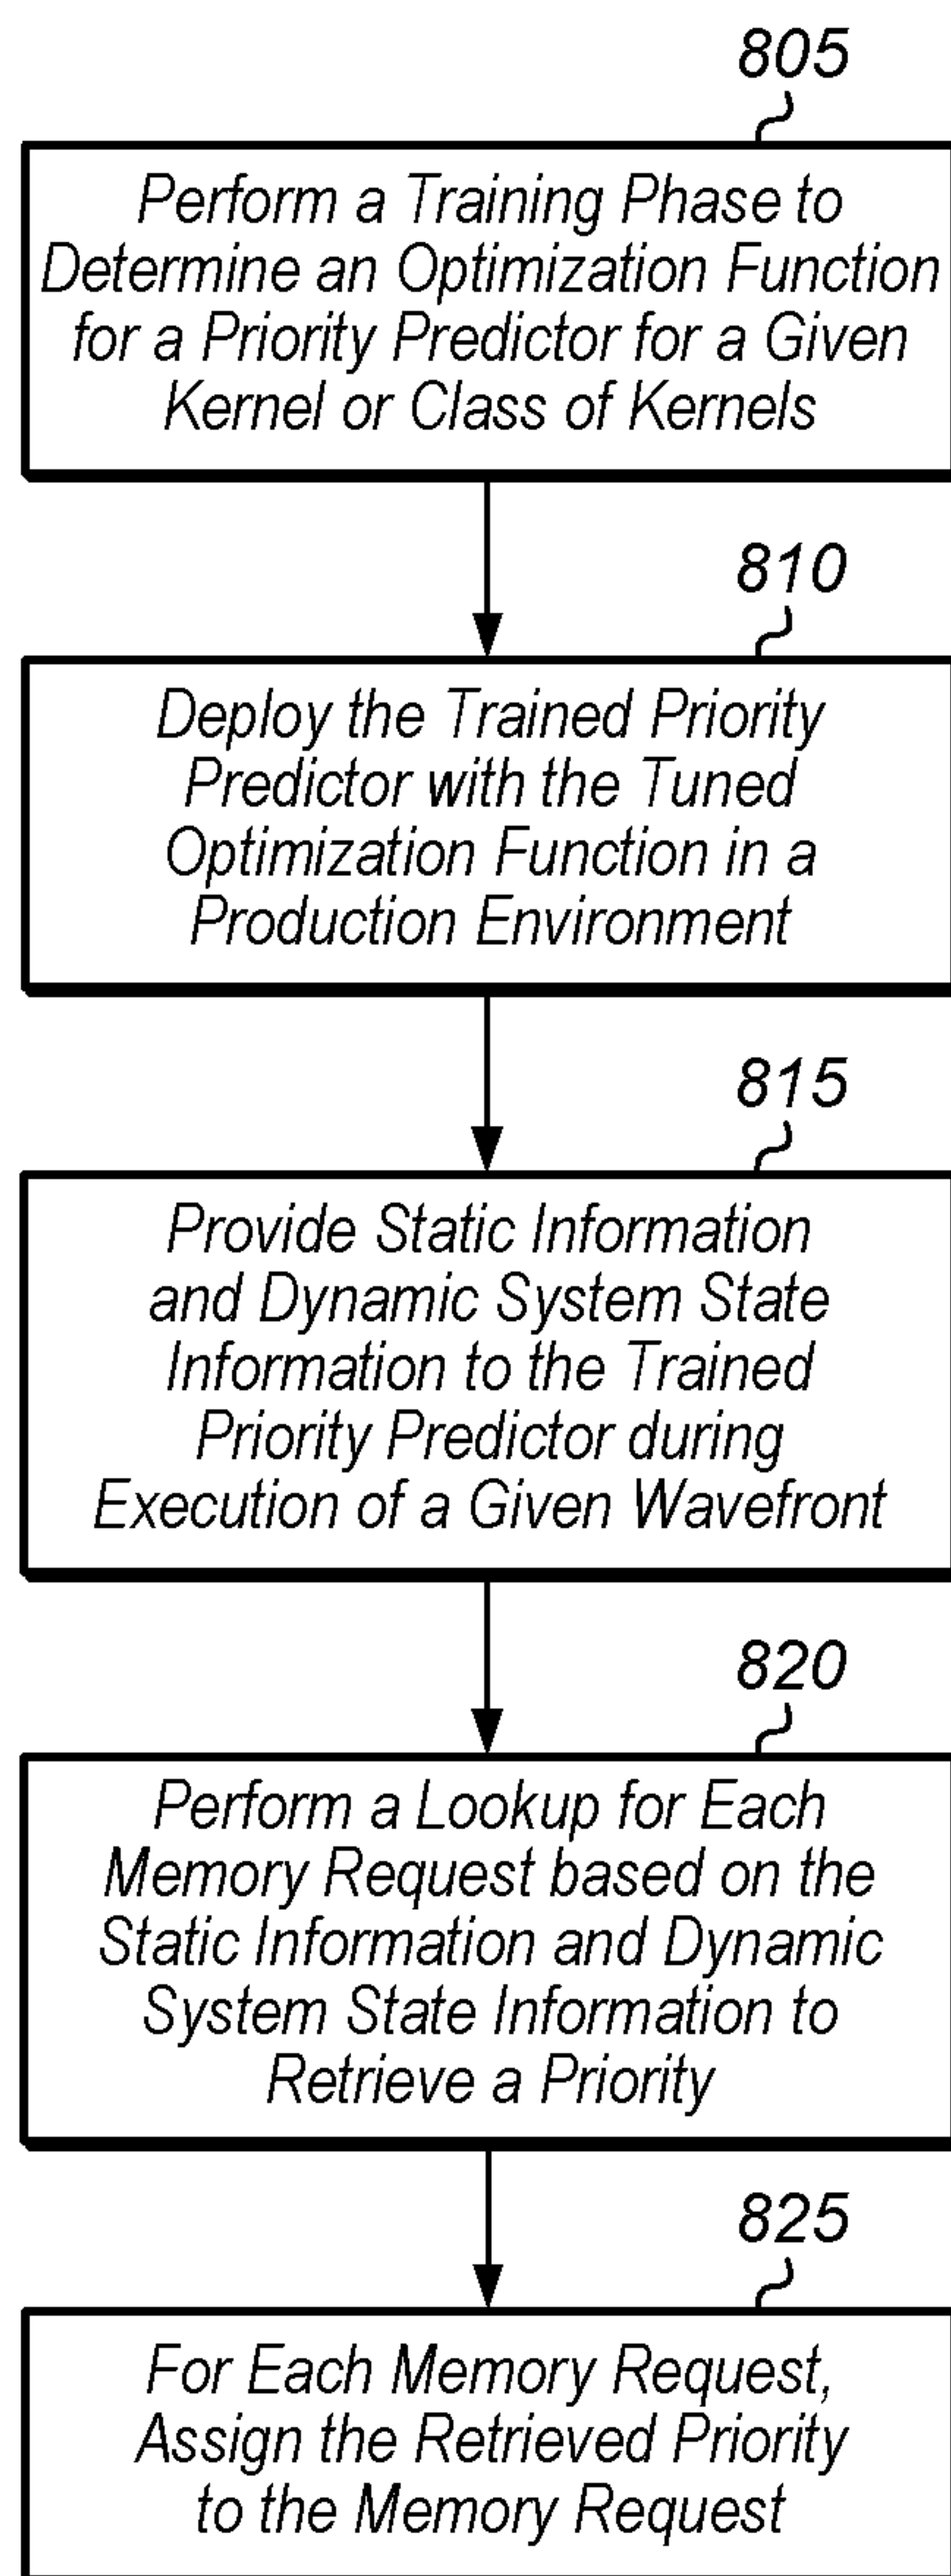 805
Perform a Training Phase to
Determine an Optimization Function
for a Priority Predictor for a Given
Kernel or Class of Kernels
810
Deploy the Trained Priority
Predictor with the Tuned
Optimization Function in a
Production Environment
815
Provide Static Information
and Dynamic System State
Information to the Trained
Priority Predictor during
Execution of a Given Wavefront
820
Perform a Lookup for Each
Memory Request based on the
Static Information and Dynamic
System State Information to
Retrieve a Priority
825
For Each Memory Request,
Assign the Retrieved Priority
to the Memory Request